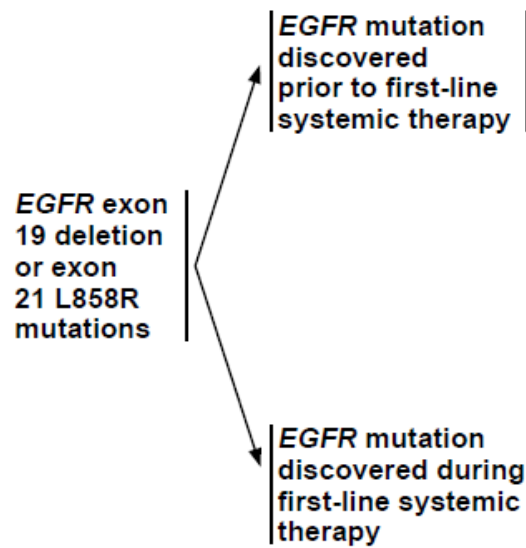 EGFR mutation
discovered
prior to first-line
systemic therapy
EGFR exon
19 deletion
or exon
21 L858R
mutations
EGFR mutation
discovered during
first-line systemic
therapy